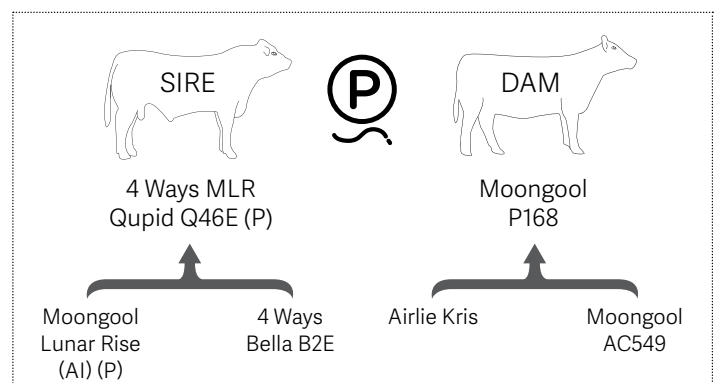 SIRE
P
DAM
4 Ways MLR
Qupid Q46E (P)
Moongool
P168
Moongool
Lunar Rise
(AI) (P)
4 Ways
Bella B2E
Airlie Kris
Moongool
AC549